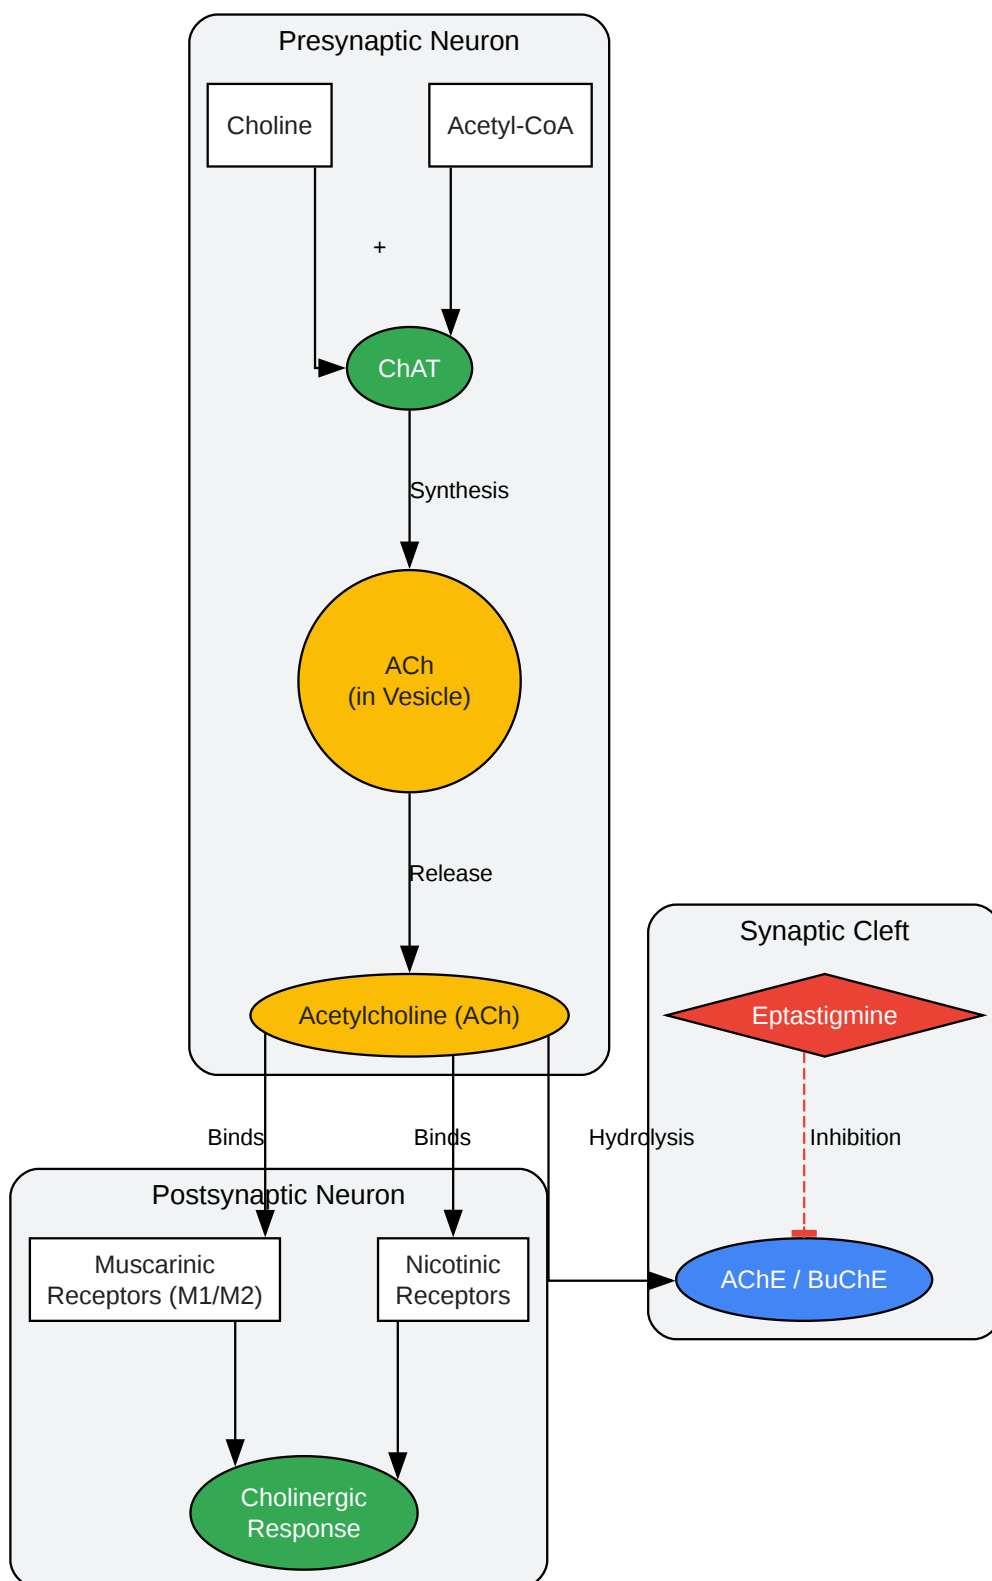 Presynaptic Neuron
Choline
Acetyl-CoA
+
ChAT
Synthesis
ACh
(in Vesicle)
Release
Synaptic Cleft
Acetylcholine (ACh)
Eptastigmine
Binds
Binds
Hydrolysis
Inhibition
Postsynaptic Neuron
Muscarinic
Receptors (M1/M2)
Nicotinic
Receptors
AChE / BuChE
Cholinergic
Response